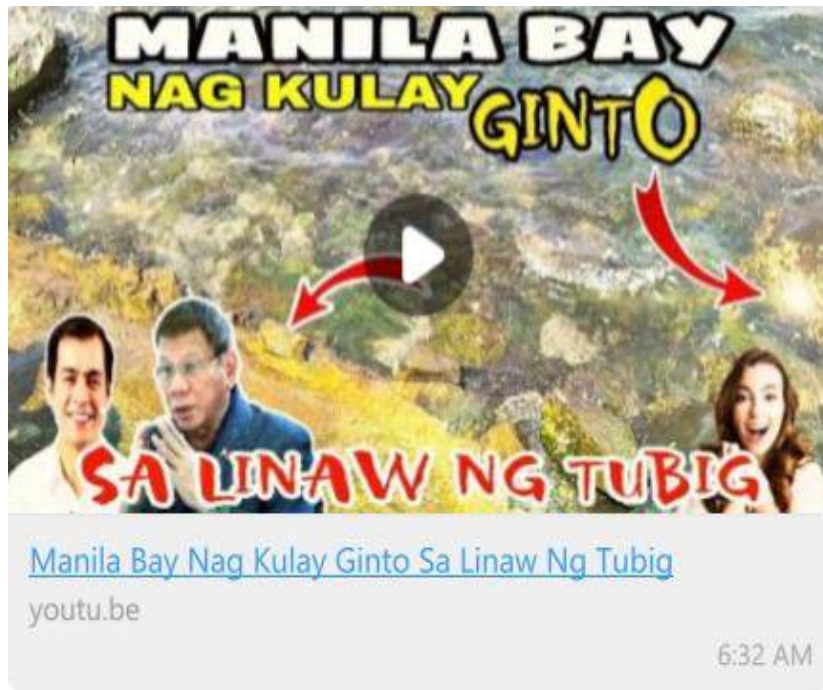 MANILA BAY
NAG KULAY GINTO
SA LINAW NG TUBIG
Manila Bay Nag Kulay Ginto Sa Linaw Ng Tubig
youtu.be
6:32 AM